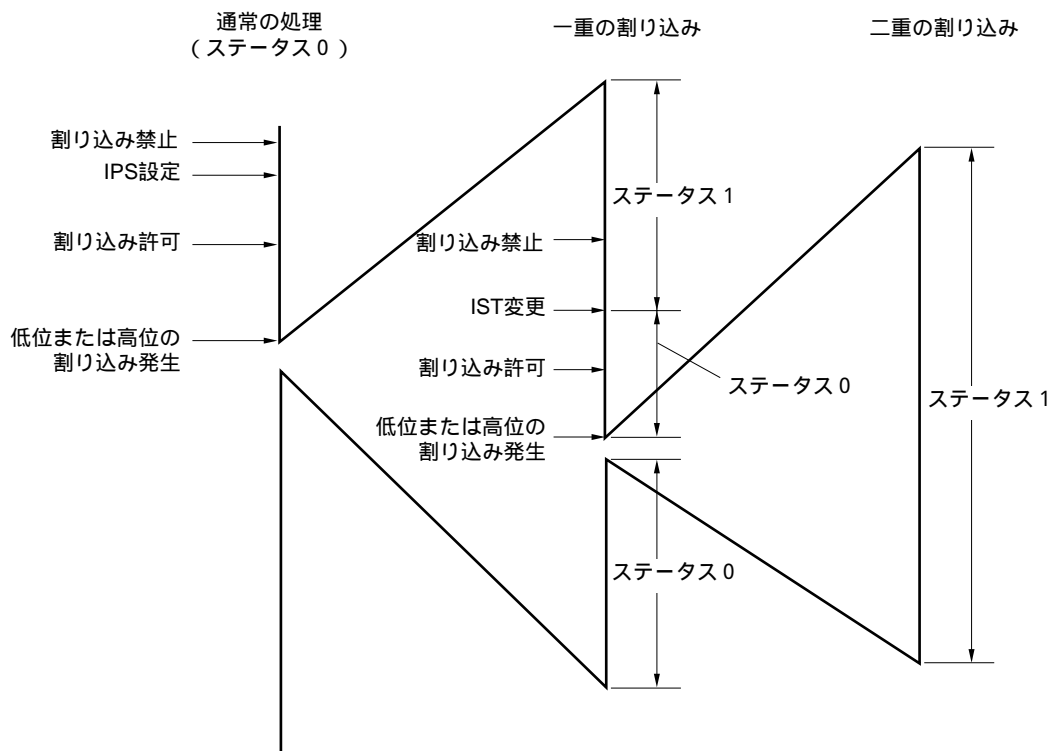 通常の処理
(ステータス0)
一重の割り込み
二重の割り込み
割り込み禁止
IPS設定
割り込み許可
低位または高位の
割り込み発生
ステータス1
割り込み禁止
IST変更
割り込み許可
ステータス0
低位または高位の
割り込み発生
ステータス0
ステータス1